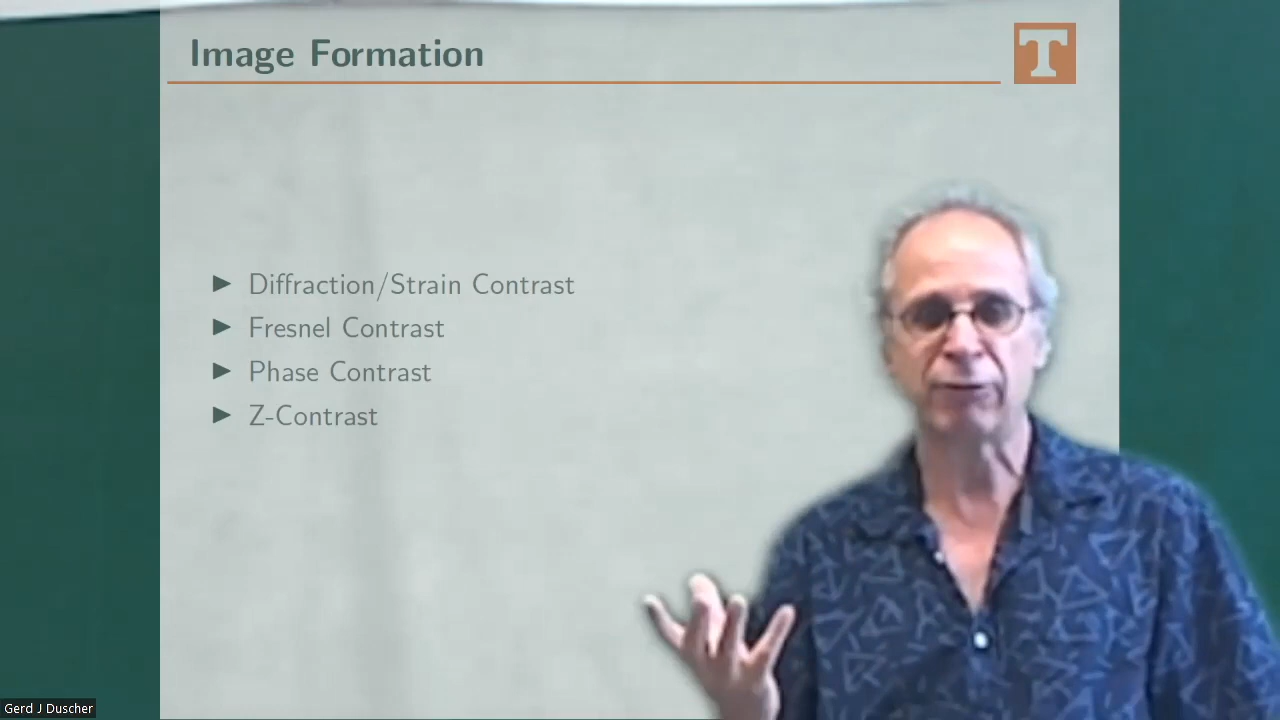 Image Formation
T
▶ Diffraction/Strain Contrast
▶ Fresnel Contrast
▶ Phase Contrast
▶ Z-Contrast
Gerd J Duscher